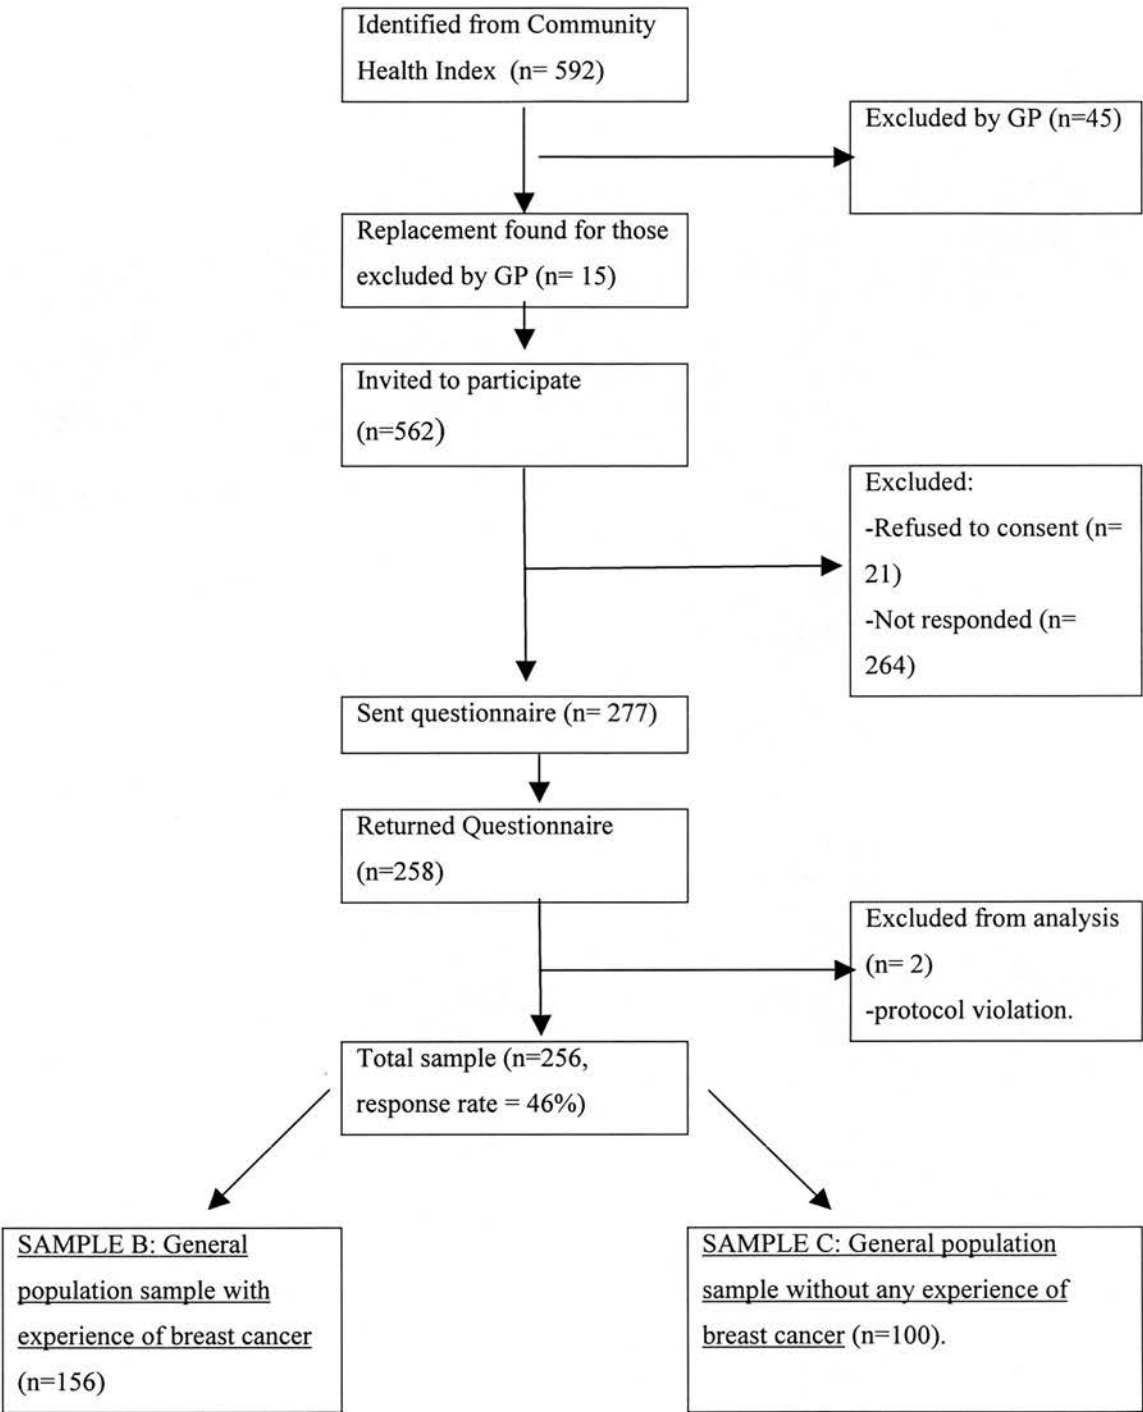 Identified from Community
Health Index (n= 592)
Excluded by GP (n=45)
Replacement found for those
excluded by GP (n= 15)
Invited to participate
(n=562)
Excluded:
-Refused to consent (n=
21)
-Not responded (n=
264)
Sent questionnaire (n= 277)
Returned Questionnaire
(n=258)
Excluded from analysis
(n= 2)
-protocol violation.
Total sample (n=256,
response rate = 46%)
SAMPLE B: General
population sample with
experience of breast cancer
(n=156)
SAMPLE C: General population
sample without any experience of
breast cancer (n=100).